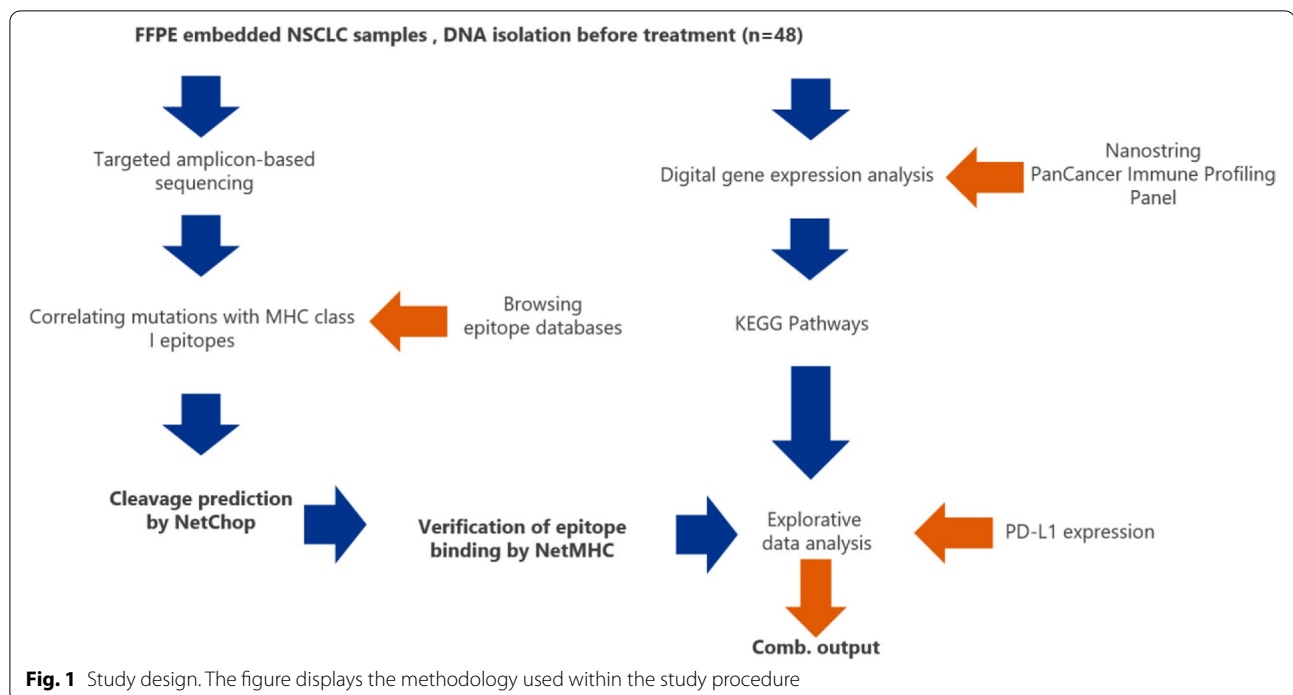 FFPE embedded NSCLC samples , DNA isolation before treatment (n=48)
Targeted amplicon-based
sequencing
Digital gene expression analysis
Nanostring
PanCancer Immune Profiling
Panel
Correlating mutations with MHC class
I epitopes
Browsing
epitope databases
KEGG Pathways
Cleavage prediction
by NetChop
Verification of epitope
binding by NetMHC
Explorative
data analysis
PD-L1 expression
Comb. output
Fig. 1 Study design. The figure displays the methodology used within the study procedure